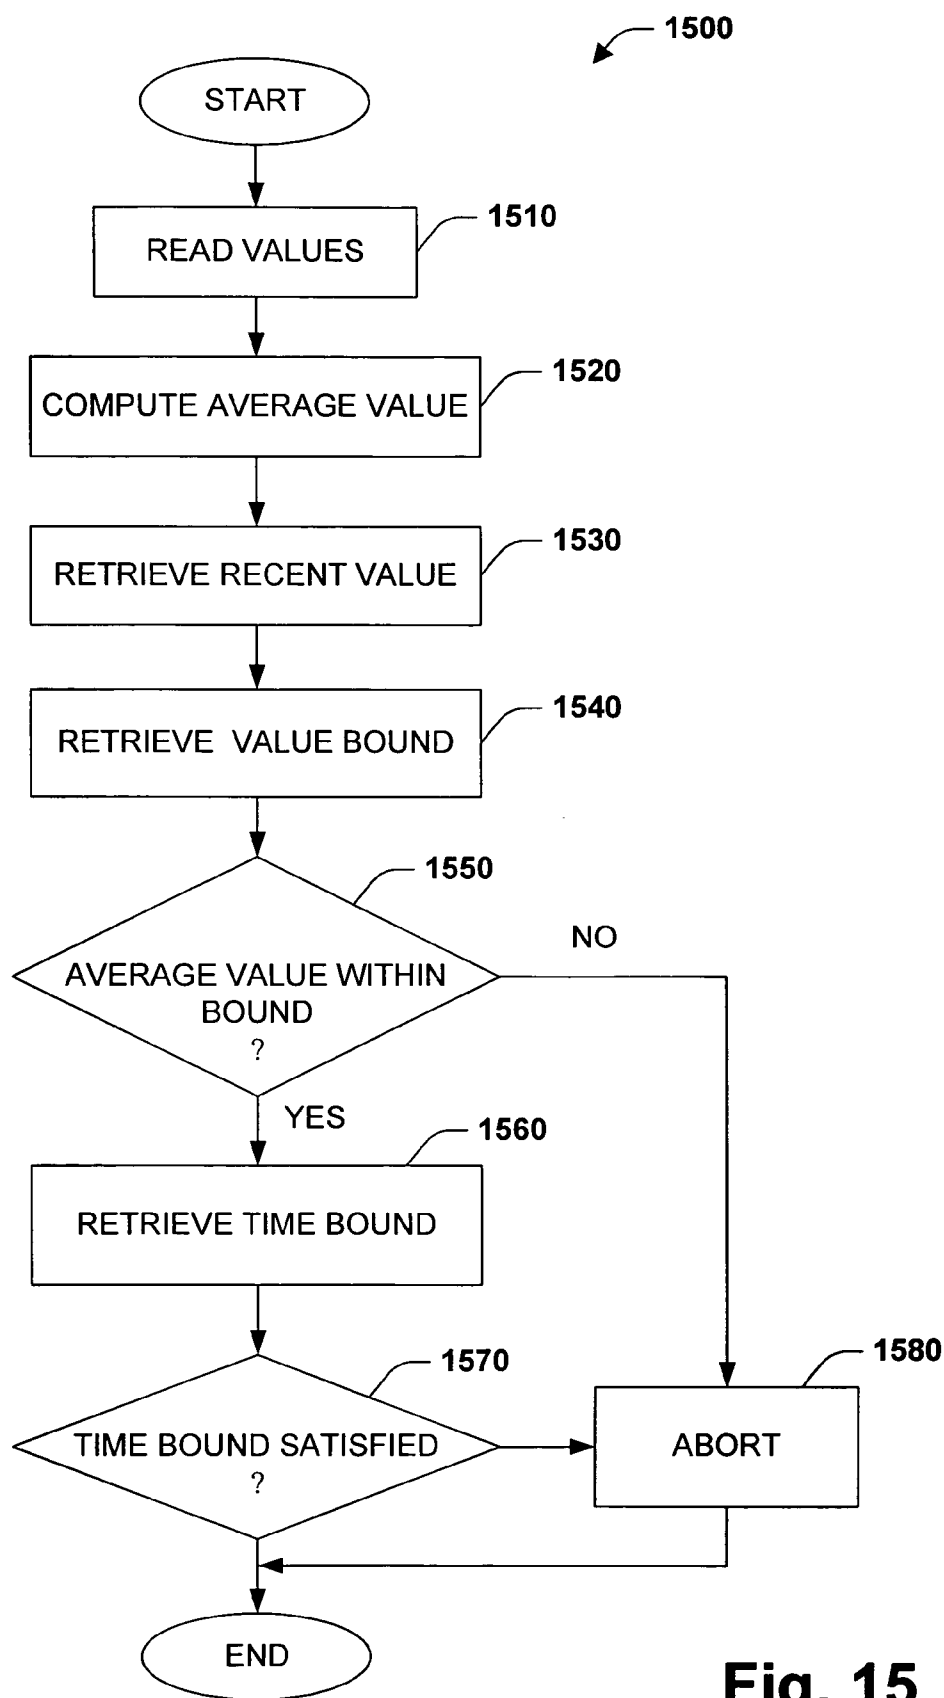 1500
START
1510
READ VALUES
1520
COMPUTE AVERAGE VALUE
1530
RETRIEVE RECENT VALUE
1540
RETRIEVE VALUE BOUND
1550
NO
AVERAGE VALUE WITHIN
BOUND
?
YES
1560
RETRIEVE TIME BOUND
1570
1580
TIME BOUND SATISFIED
?
ABORT
END
Fig. 15